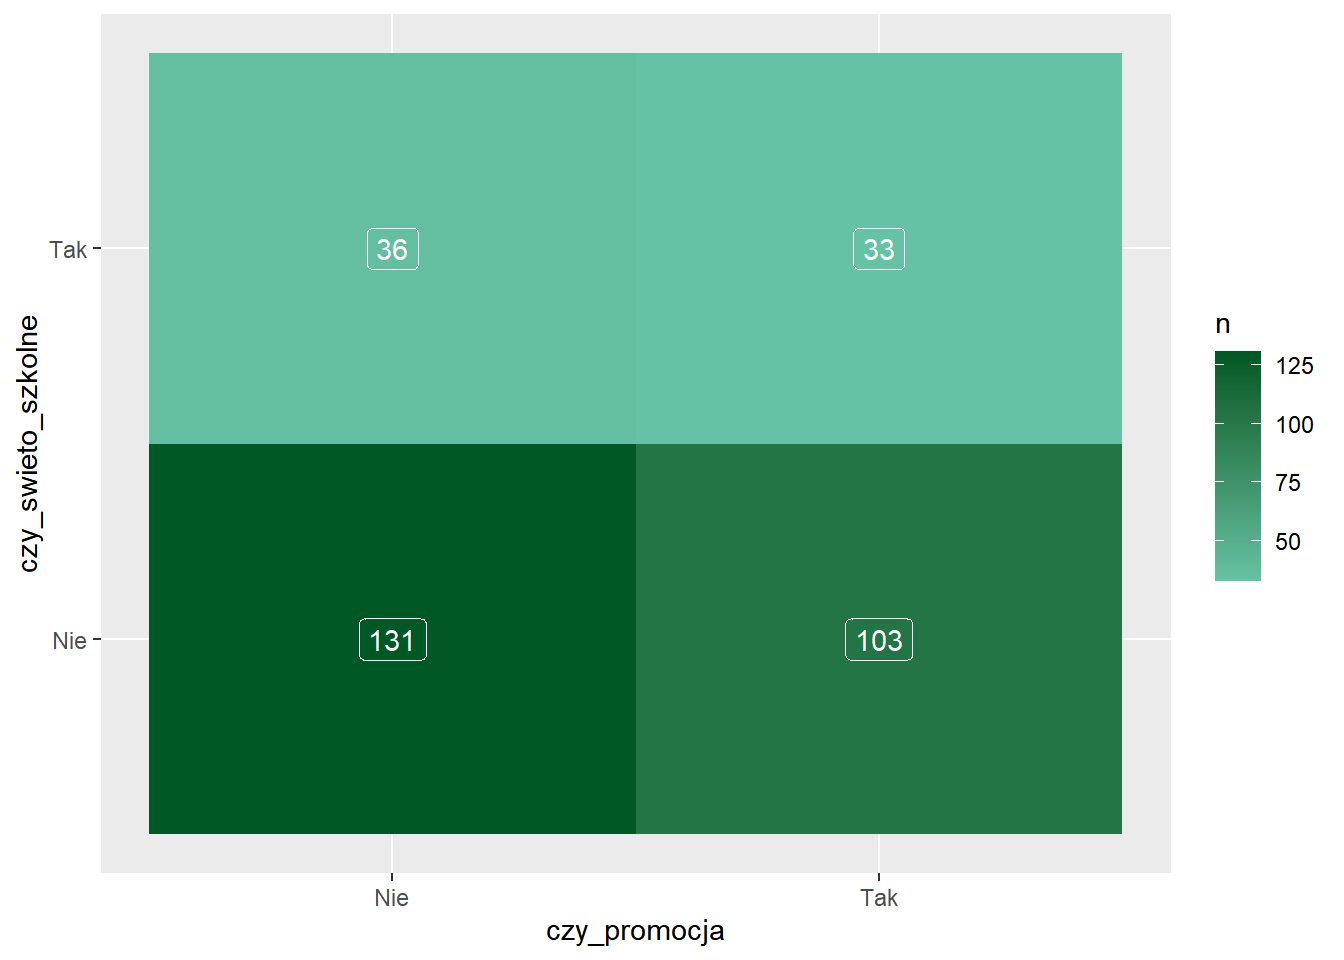 Tak
Nie
czy_swieto_szkolne
36
33
131
103
Nie
Tak
czy_promocja
n
125
100
75
50